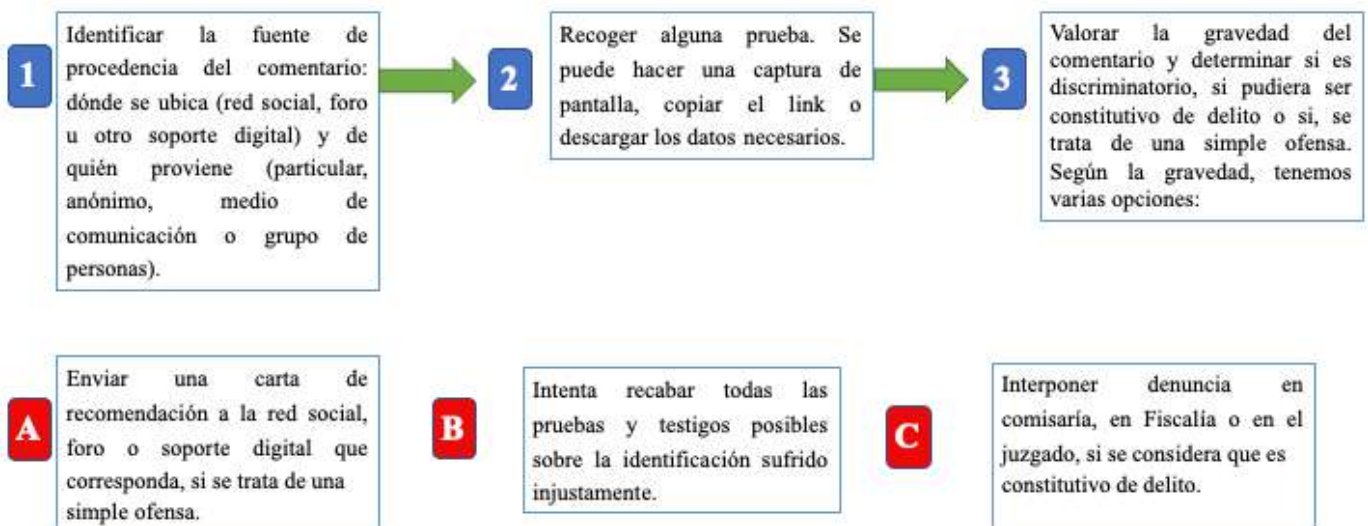 1
Identificar la fuente de
procedencia del comentario:
dónde se ubica (red social, foro
u otro soporte digital) y de
quién proviene (particular,
anónimo, medio de
comunicación o grupo de
personas).
2
Recoger alguna prueba. Se
puede hacer una captura de
pantalla, copiar el link o
descargar los datos necesarios.
3
Valorar la gravedad del
comentario y determinar si es
discriminatorio, si pudiera ser
constitutivo de delito o si, se
trata de una simple ofensa.
Según la gravedad, tenemos
varias opciones:
A
Enviar una carta de
recomendación a la red social,
foro o soporte digital que
corresponda, si se trata de una
simple ofensa.
B
Intenta recabar todas las
pruebas y testigos posibles
sobre la identificación sufrido
injustamente.
C
Interponer denuncia en
comisaría, en Fiscalía o en el
juzgado, si se considera que es
constitutivo de delito.